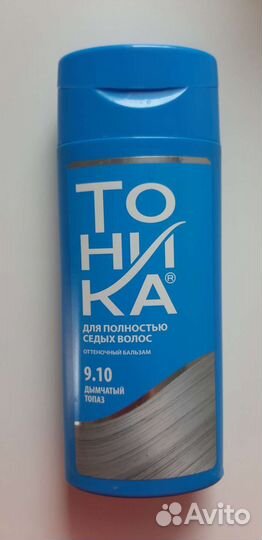 ТО
НИ
КА®
ДЛЯ ПОЛНОСТЬЮ
СЕДЫХ ВОЛОС
ОТТЕНОЧНЫЙ БАЛЬЗАМ
9.10
ДЫМЧАТЫЙ
ТОПАЗ
Avito